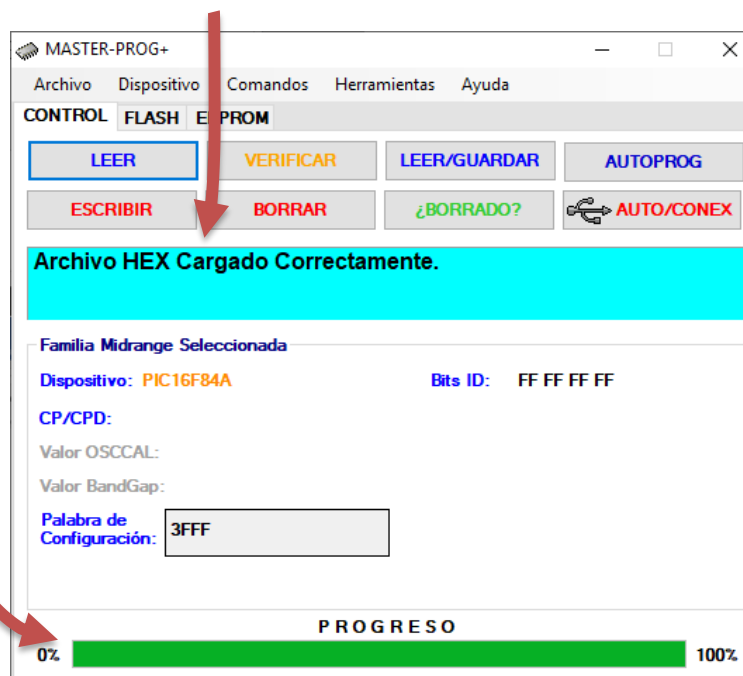 MASTER-PROG+
Archivo Dispositivo Comandos Herramientas Ayuda
CONTROL FLASH EEPROM
LEER VERIFICAR LEER/GUARDAR AUTOPROG
ESCRIBIR BORRAR ¿BORRADO? AUTO/CONEX
Archivo HEX Cargado Correctamente.
Familia Midrange Seleccionada
Dispositivo: PIC16F84A Bits ID: FF FF FF FF
CP/CPD:
Valor OSCCAL:
Valor BandGap:
Palabra de
Configuración: 3FFF
PROGRESO
0% 100%